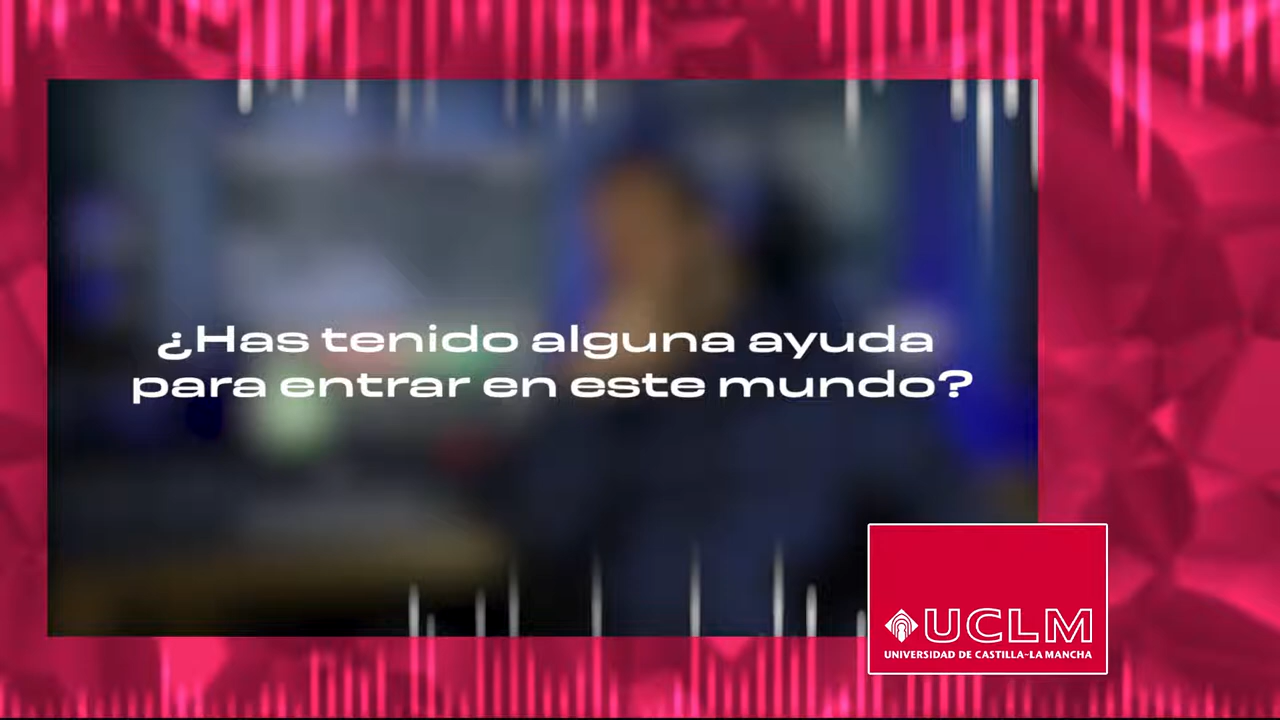 ¿Has tenido alguna ayuda
para entrar en este mundo?
UCLM
UNIVERSIDAD DE CASTILLA-LA MANCHA